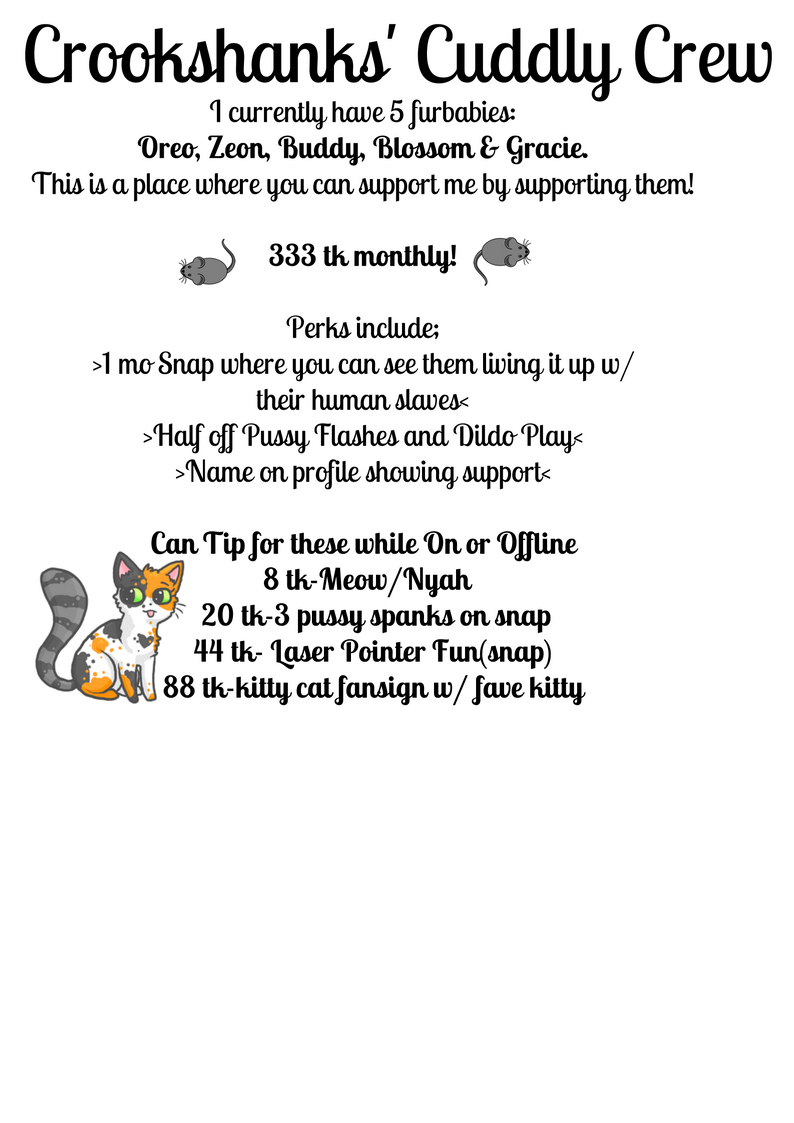 Crookshanks' Cuddly Crew
I currently have 5 furbabies:
Oreo, Zeon, Buddy, Blossom & Gracie.
This is a place where you can support me by supporting them!
333 tk monthly!
Perks include;
>1 mo Snap where you can see them living it up w/
their human slaves<
>Half off Pussy Flashes and Dildo Play<
>Name on profile showing support<
Can Tip for these while On or Offline
8 tk-Meow/Nyah
20 tk-3 pussy spanks on snap
44 tk- Laser Pointer Fun(snap)
88 tk-kitty cat fansign w/ fave kitty